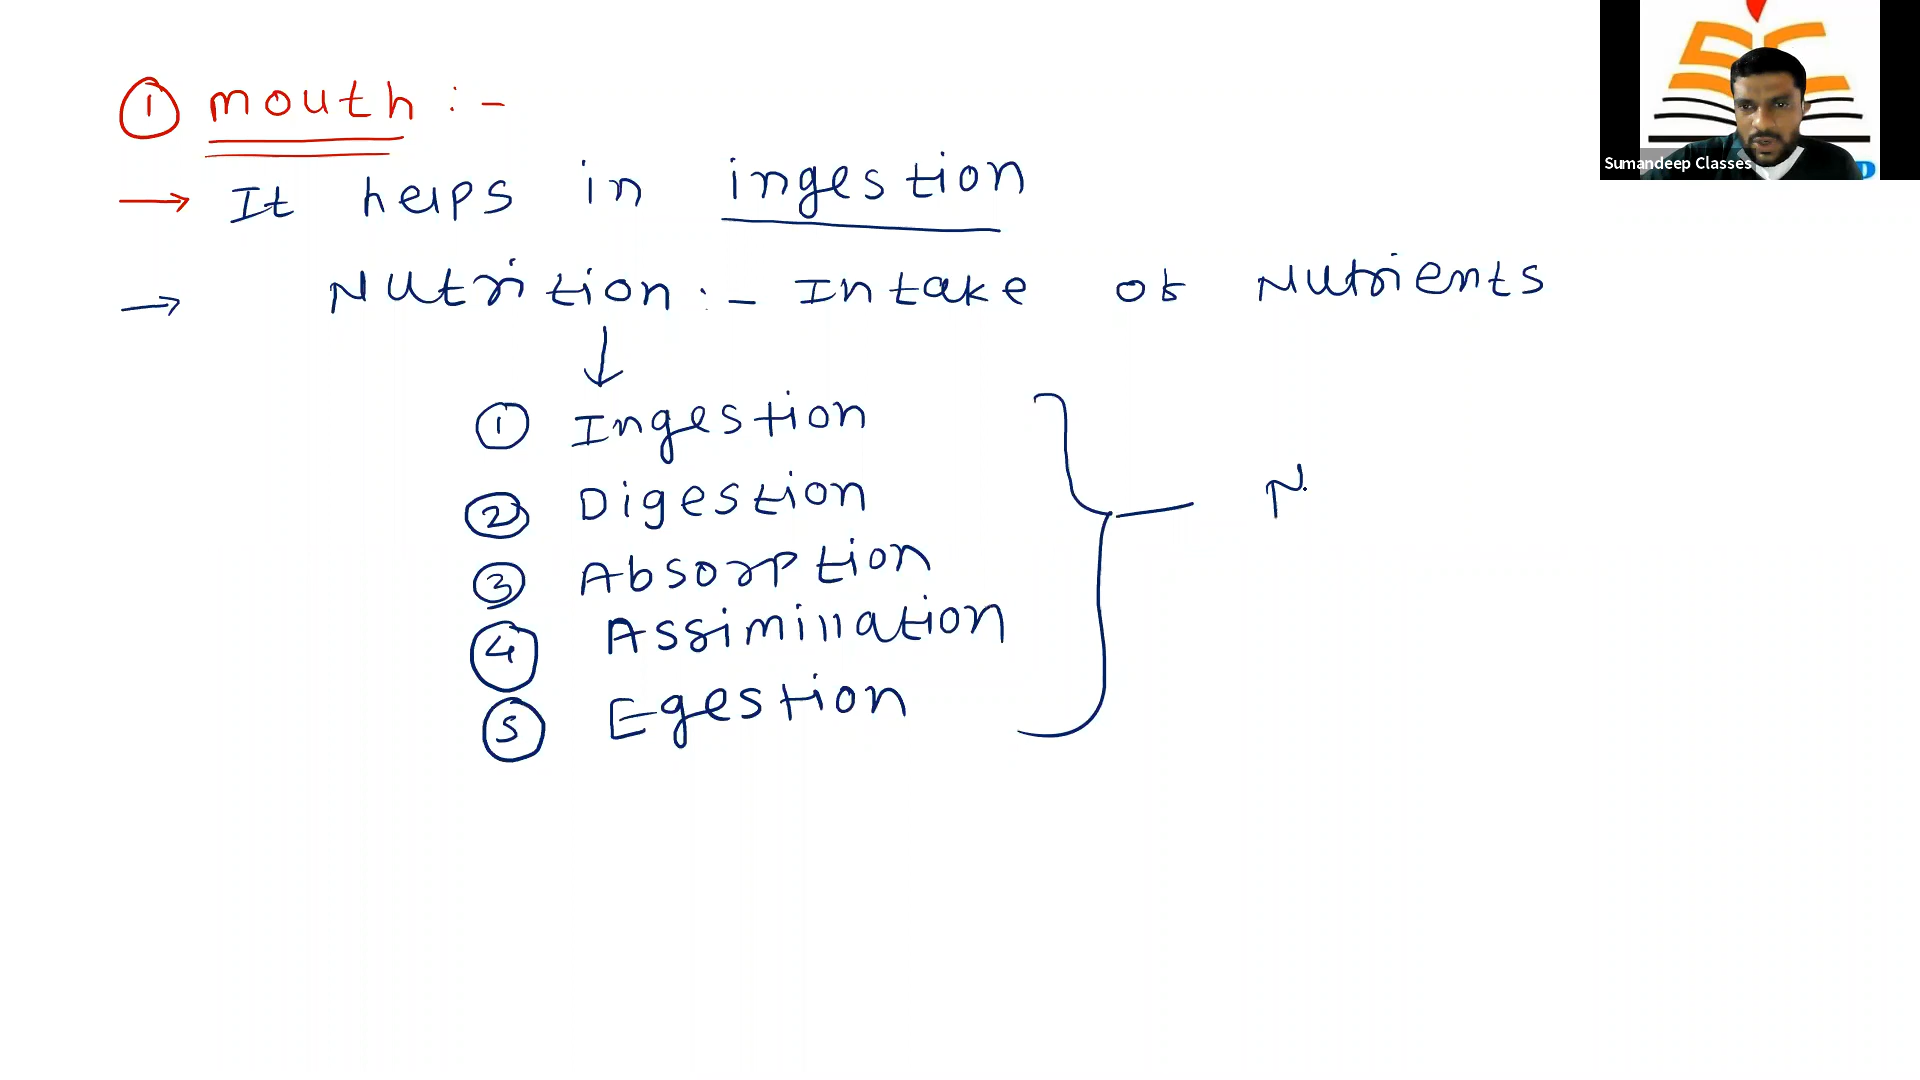 ① mouth :-
→ It helps in ingestion
→ Nutrition :- Intake of Nutrients
↓
① Ingestion
② Digestion
③ Absorption
④ Assimillation
⑤ Egestion
N
Sumandeep Classes